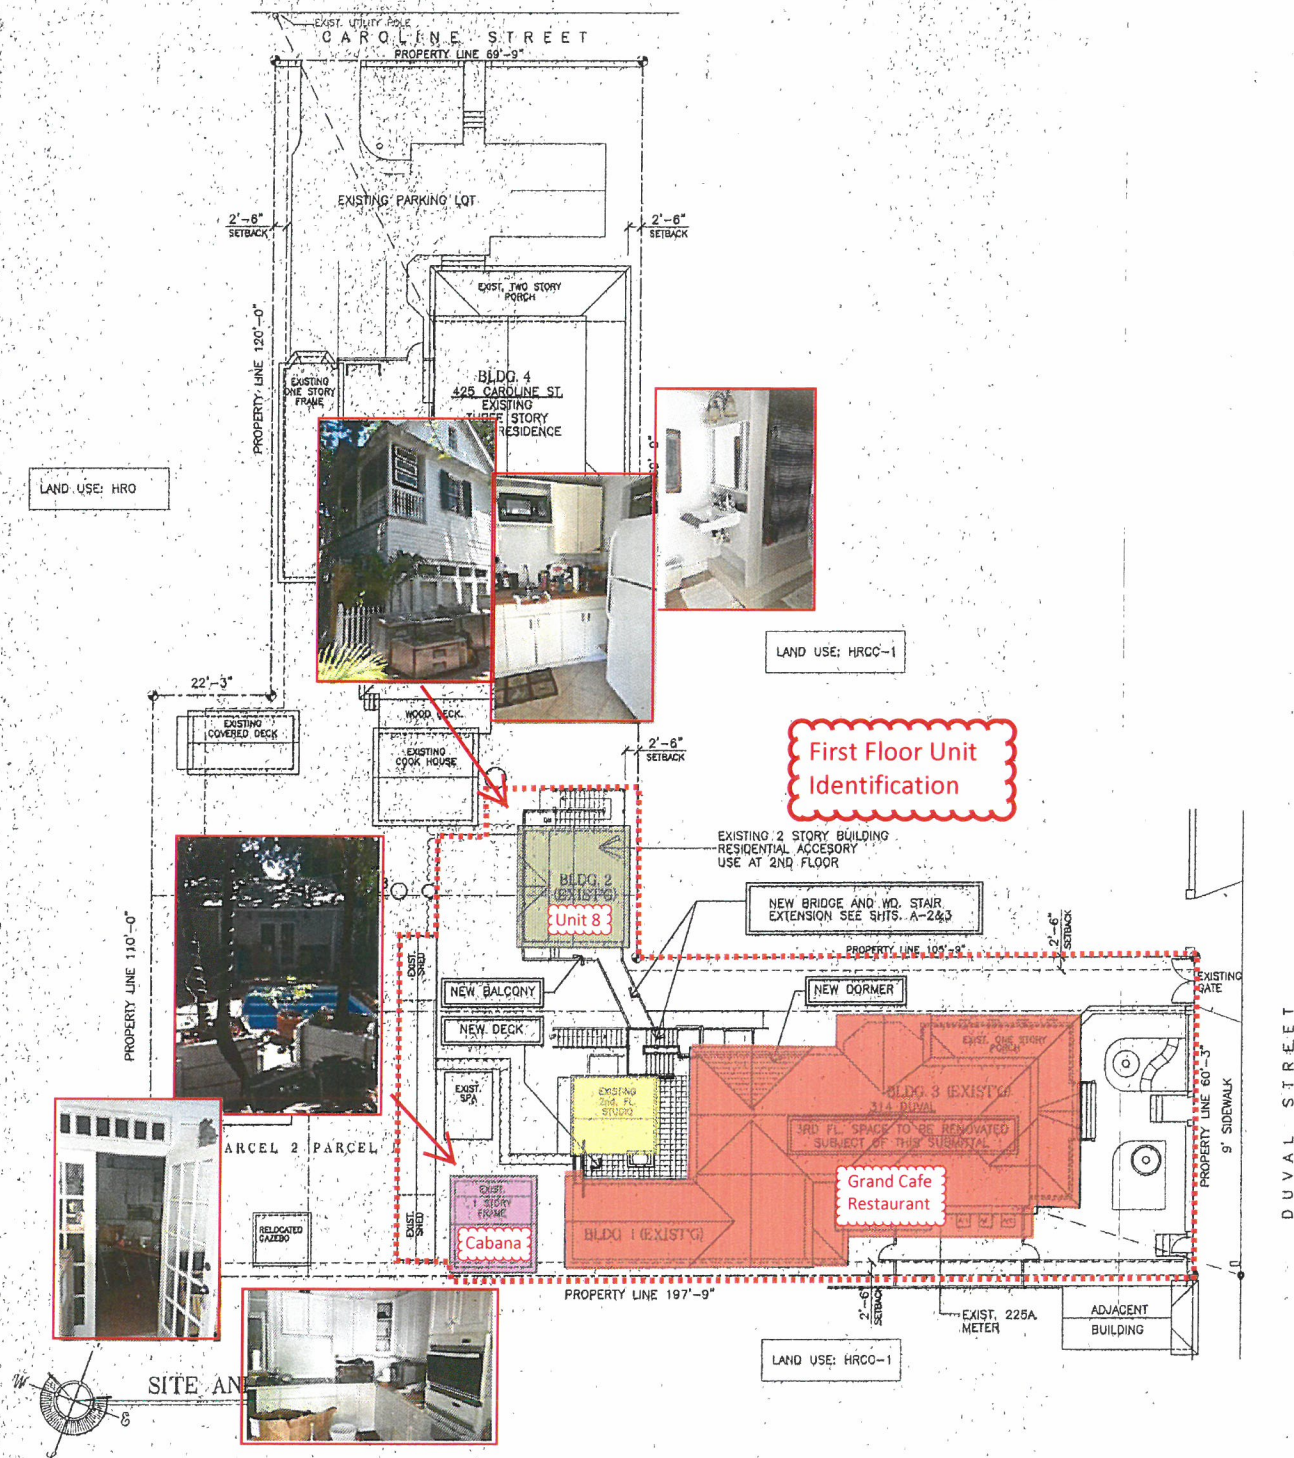 EXIST. UTILITY POLE
CAROLINE STREET
PROPERTY LINE 69'-9"
EXISTING PARKING LOT
2'-6"
SETBACK
2'-6"
SETBACK
EXIST. TWO STORY
PORCH
PROPERTY LINE 120'-0"
EXISTING
ONE STORY
FRAME
BLDG. 4
425 CAROLINE ST.
EXISTING
STORY
RESIDENCE
LAND USE: HRO
LAND USE: HRCC-1
22'-3"
EXISTING
COVERED DECK
WOOD DECK
EXISTING
COOK HOUSE
2'-6"
SETBACK
First Floor Unit
Identification
EXISTING 2 STORY BUILDING
RESIDENTIAL ACCESORY
USE AT 2ND FLOOR
BLDG. 2
(EXIST'G)
Unit 8
NEW BRIDGE AND WD. STAIR
EXTENSION SEE SHTS. A-2&3
PROPERTY LINE 110'-0"
EXIST.
SHED
PROPERTY LINE 105'-9"
2'-6"
SETBACK
NEW BALCONY
NEW DORMER
EXISTING
GATE
NEW DECK
EXIST. ONE STORY
PORCH
EXIST.
SPA
EXISTING
2nd. FL.
STUDIO
BLDG. 3 (EXIST'G)
314 DUVAL
3RD FL. SPACE TO BE RENOVATED
SUBJECT OF THIS SUBMITTAL
PROPERTY LINE 60'-3"
9' SIDEWALK
DUVAL STREET
ARCEL 2 PARCEL
Grand Cafe
Restaurant
EXIST.
1 STORY
FRAME
Cabana
EXIST.
SHED
RELOCATED
GAZEBO
BLDG 1 (EXIST'G)
PROPERTY LINE 197'-9"
2'-6"
SETBACK
EXIST. 225A
METER
ADJACENT
BUILDING
LAND USE: HRCC-1
SITE AN